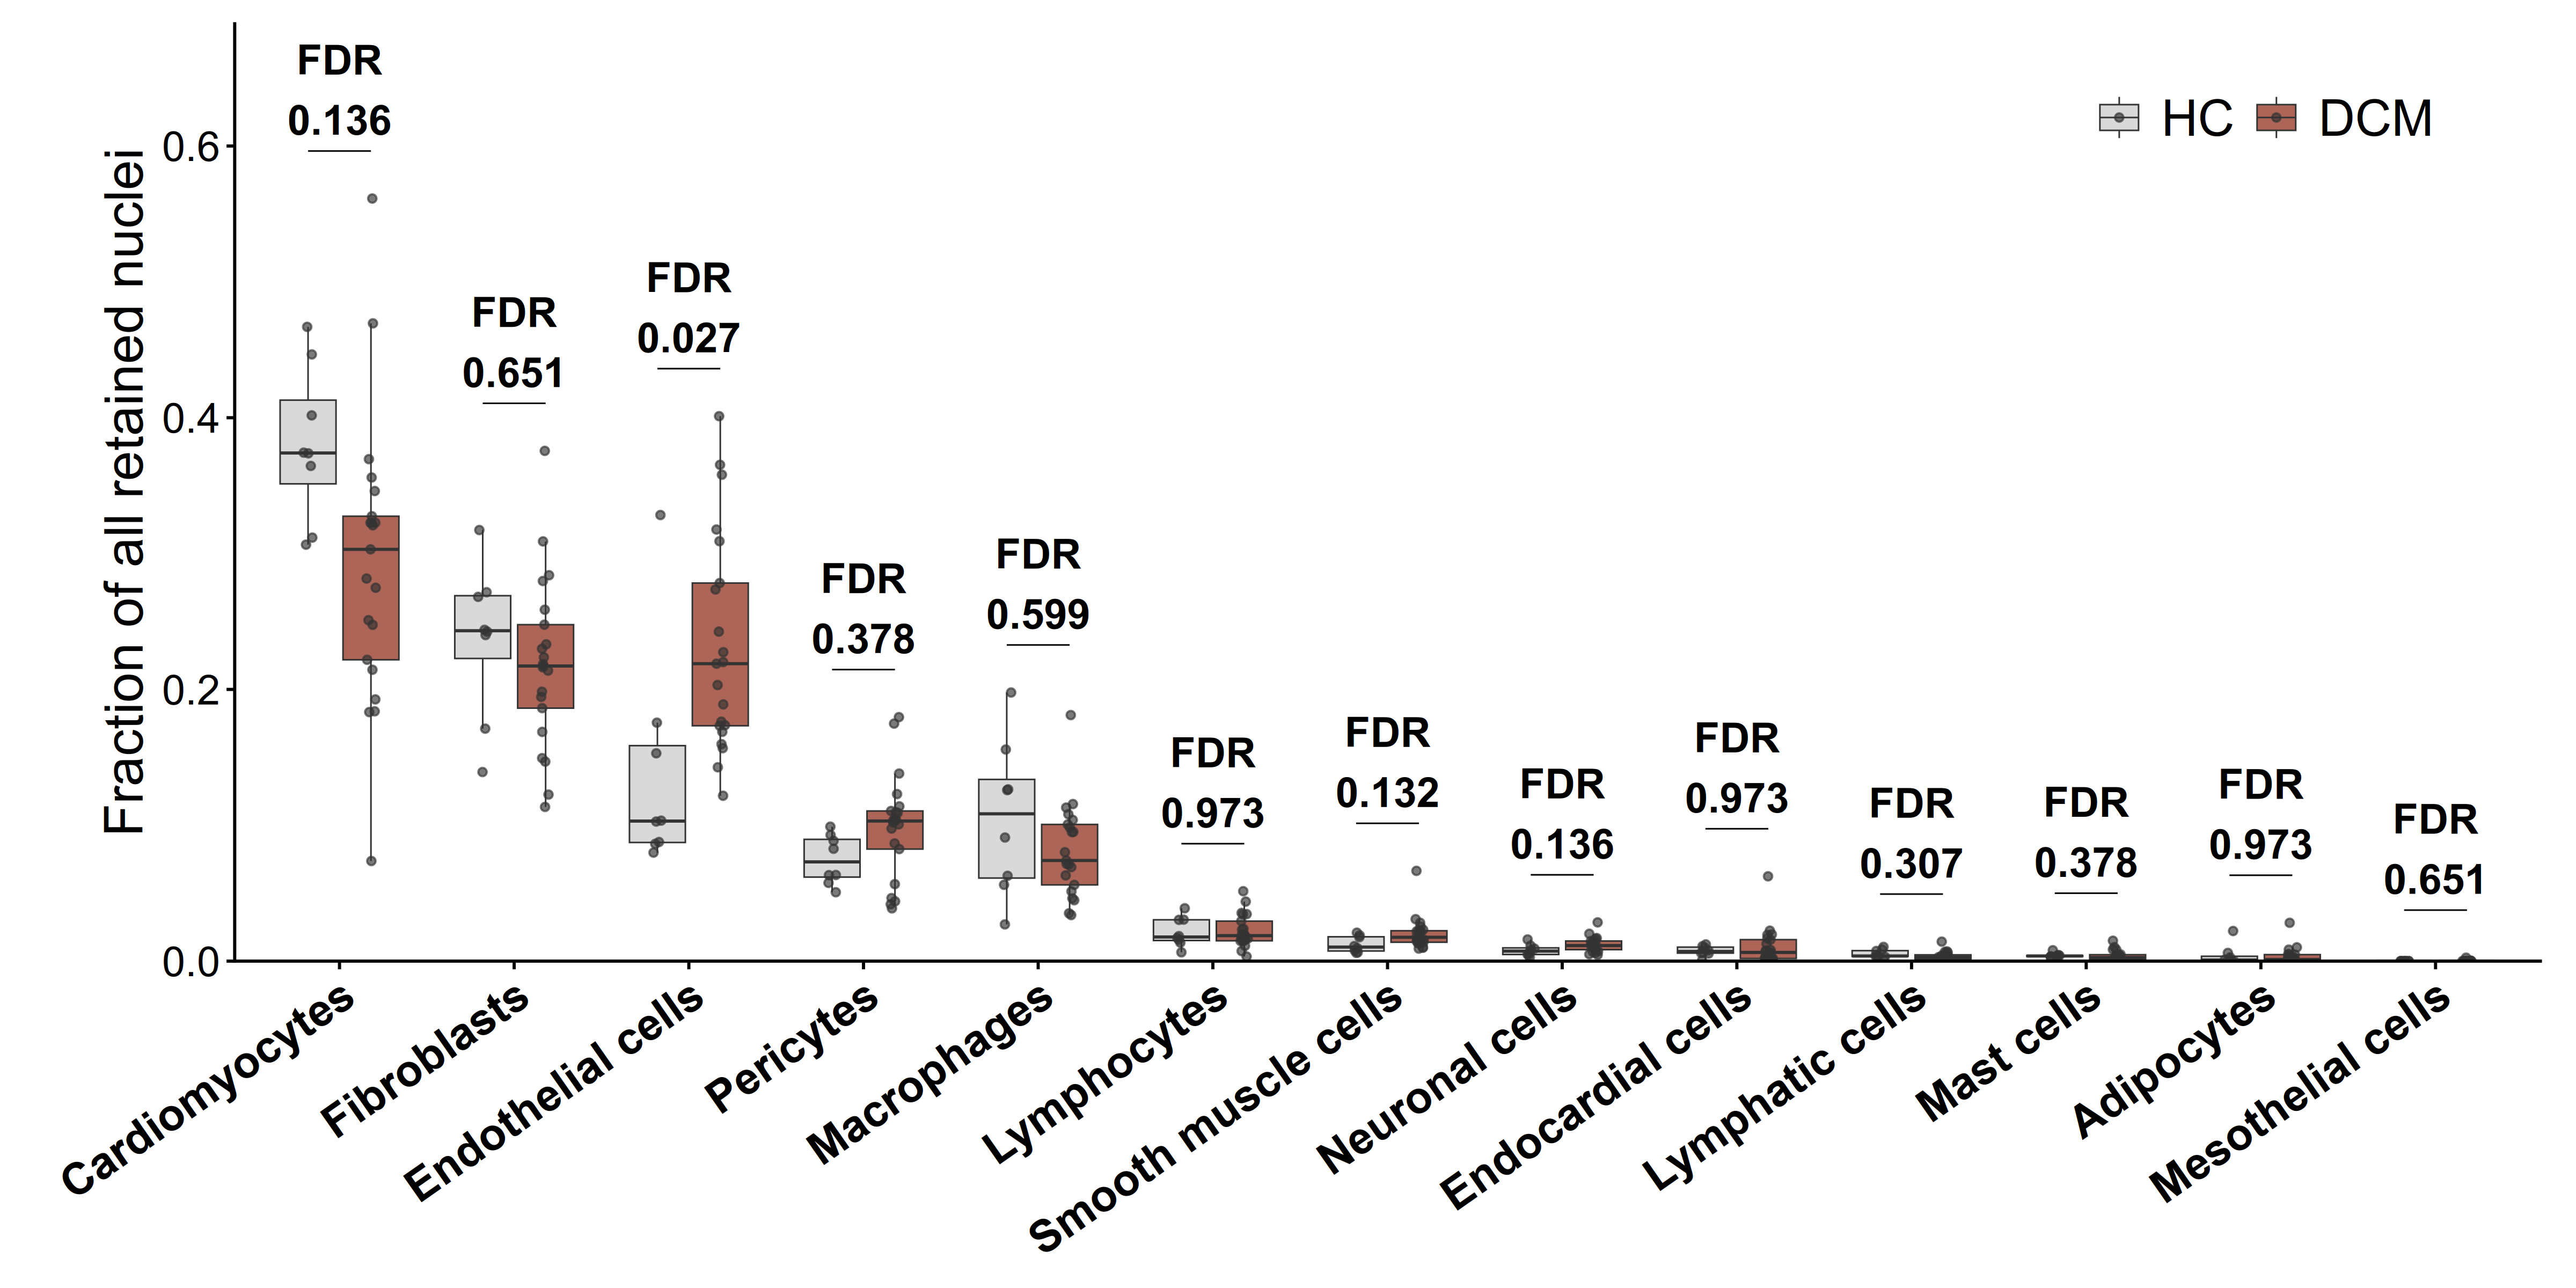 Fraction of all retained nuclei
0.6
0.4
0.2
0.0
HC DCM
FDR
0.136
FDR
0.651
FDR
0.027
FDR
0.378
FDR
0.599
FDR
0.973
FDR
0.132
FDR
0.136
FDR
0.973
FDR
0.307
FDR
0.378
FDR
0.973
FDR
0.651
Cardiomyocytes
Fibroblasts
Endothelial cells
Pericytes
Macrophages
Lymphocytes
Smooth muscle cells
Neuronal cells
Endocardial cells
Lymphatic cells
Mast cells
Adipocytes
Mesothelial cells